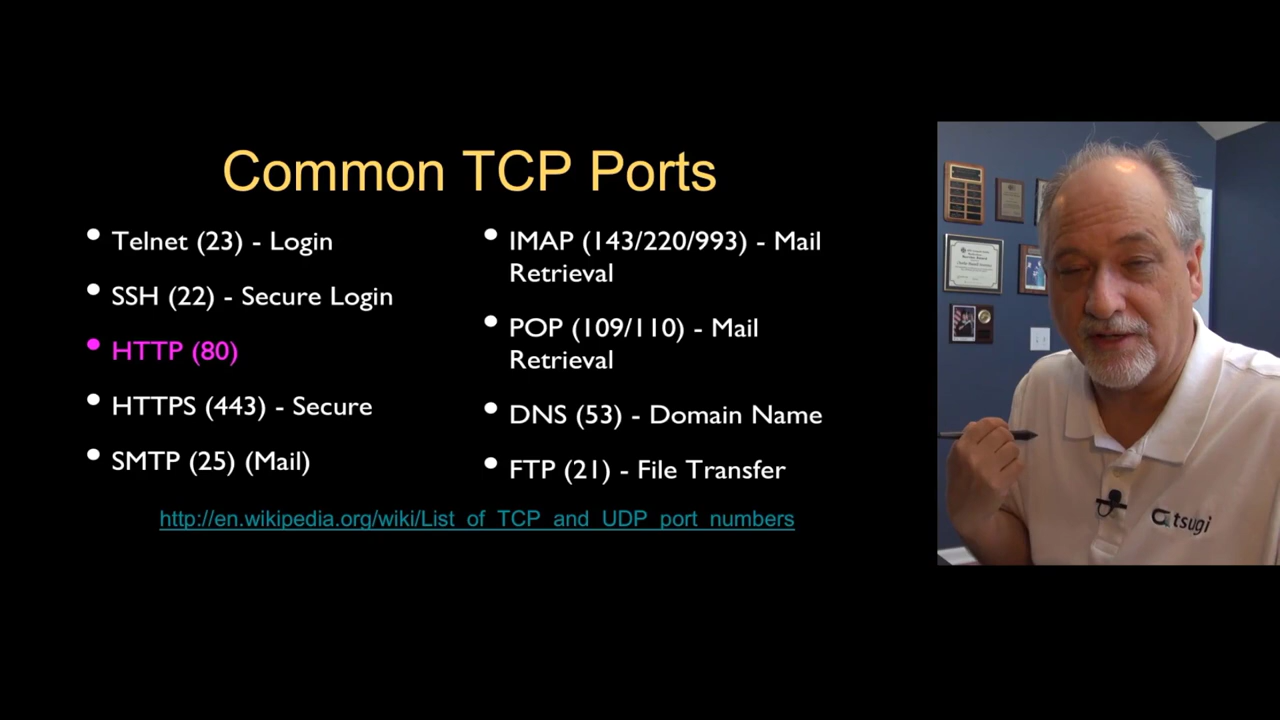 Common TCP Ports
• Telnet (23) - Login
• SSH (22) - Secure Login
• HTTP (80)
• HTTPS (443) - Secure
• SMTP (25) (Mail)
• IMAP (143/220/993) - Mail
Retrieval
• POP (109/110) - Mail
Retrieval
• DNS (53) - Domain Name
• FTP (21) - File Transfer
http://en.wikipedia.org/wiki/List_of_TCP_and_UDP_port_numbers
tsugi